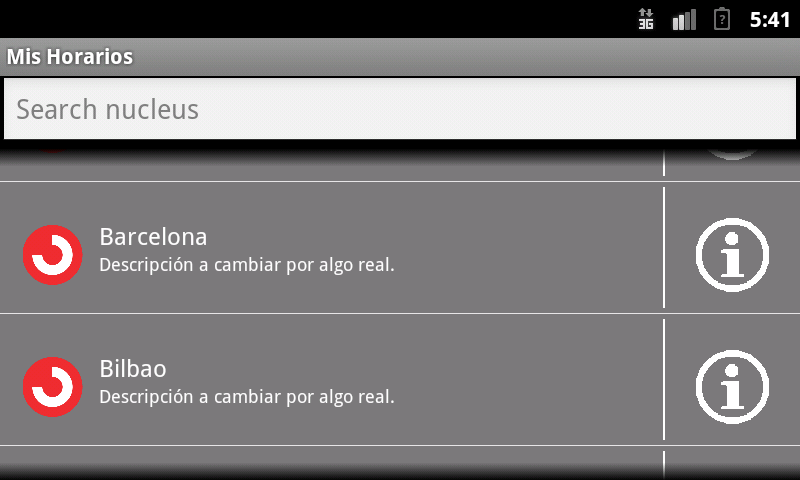 3G
5:41
Mis Horarios
Search nucleus
Barcelona
Descripción a cambiar por algo real.
Bilbao
Descripción a cambiar por algo real.